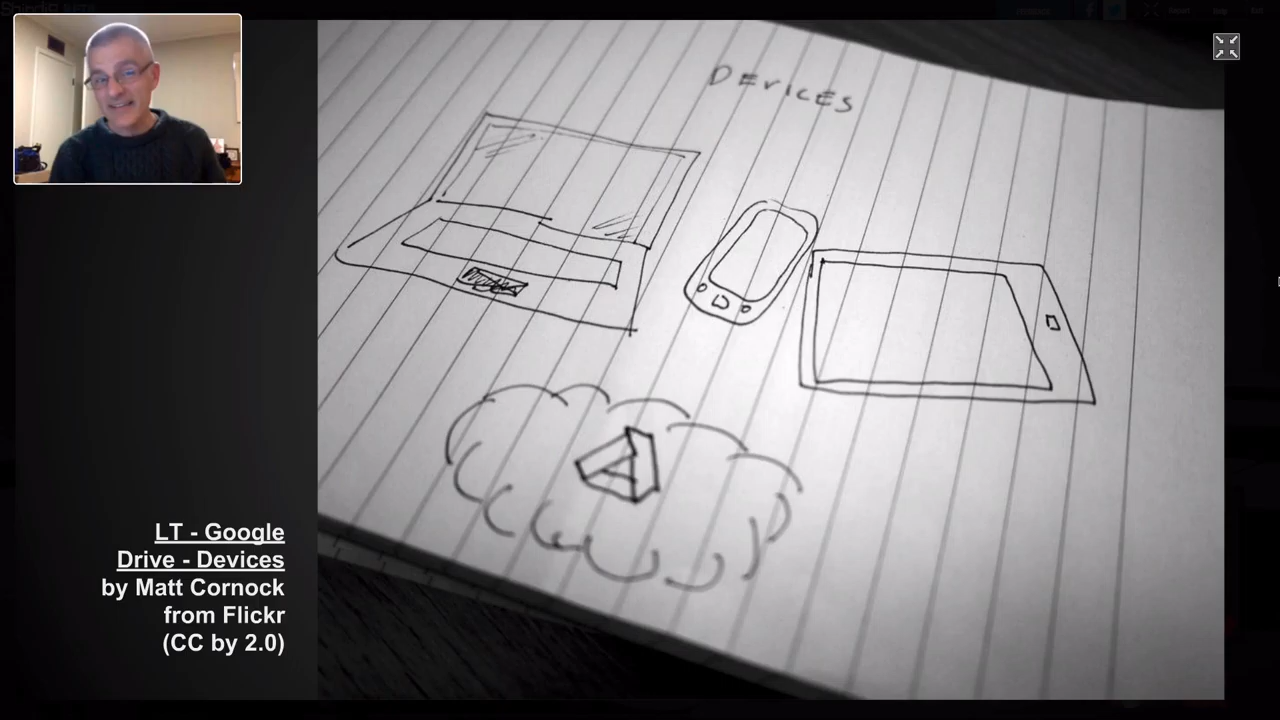 DEVICES
LT - Google
Drive - Devices
by Matt Cornock
from Flickr
(CC by 2.0)